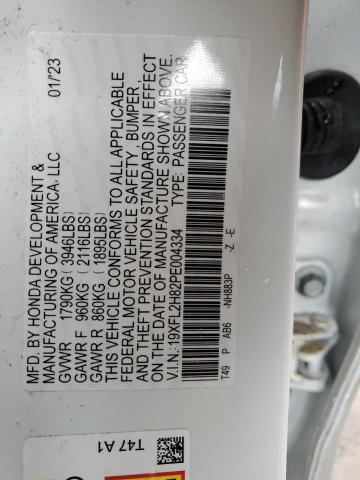 MFD. BY HONDA DEVELOPMENT &
MANUFACTURING OF AMERICA, LLC 01/23
GVWR 1790KG ( 3946LBS)
GAWR F 960KG ( 2116LBS)
GAWR R 860KG ( 1895LBS)
THIS VEHICLE CONFORMS TO ALL APPLICABLE
FEDERAL MOTOR VEHICLE SAFETY, BUMPER,
AND THEFT PREVENTION STANDARDS IN EFFECT
ON THE DATE OF MANUFACTURE SHOWN ABOVE.
V.I.N.: 19XFL2H82PE004334 TYPE: PASSENGER CAR
T49 P AB6 -NH883P -Z -E
T47 A1